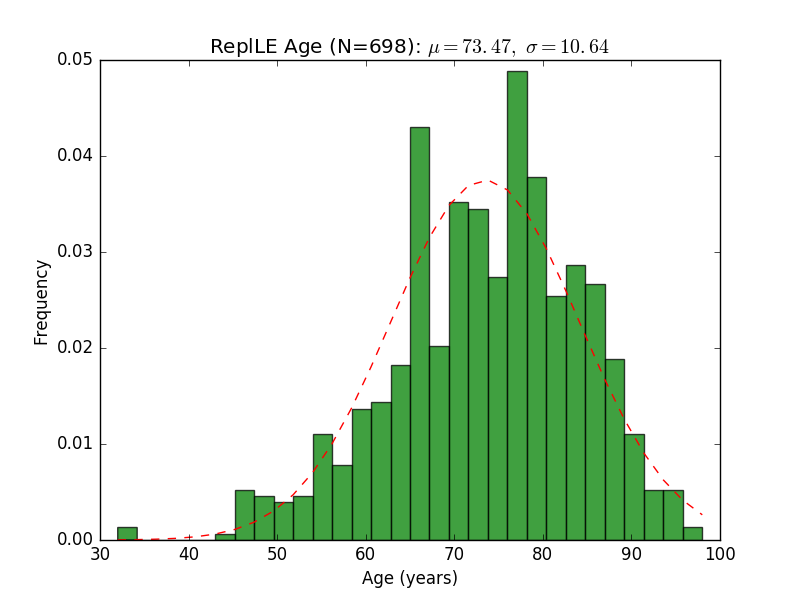 ReplLE Age (N=698): μ = 73.47, σ = 10.64
0.05
0.04
0.03
0.02
0.01
0.00
Frequency
30 40 50 60 70 80 90 100
Age (years)